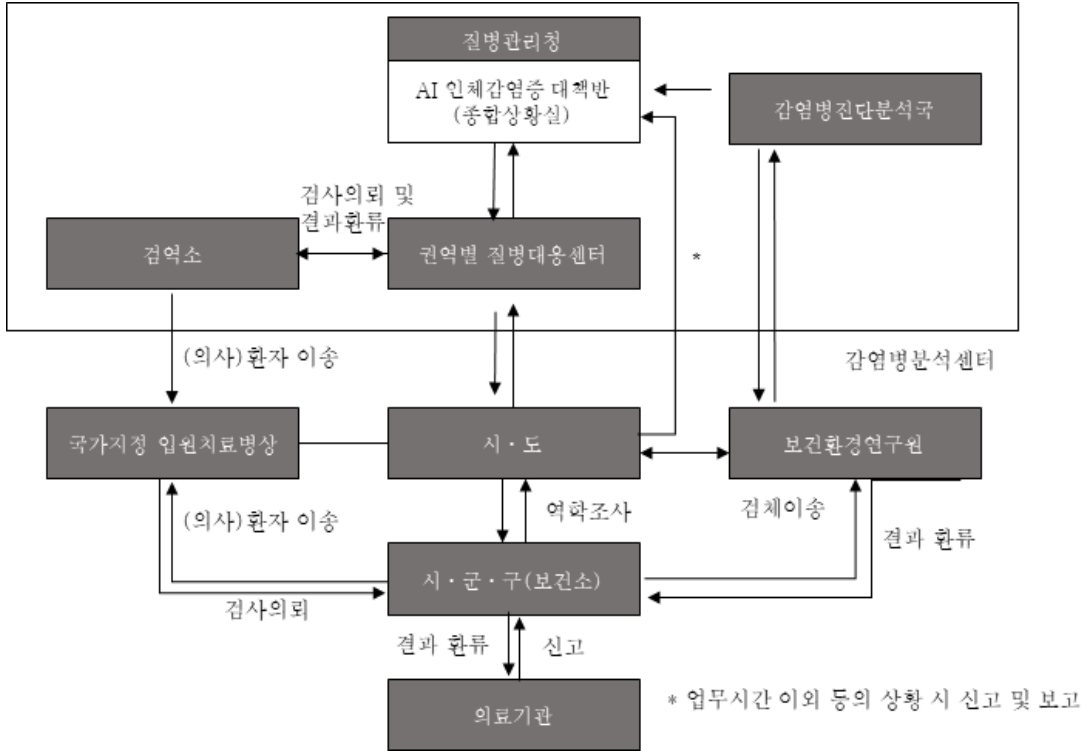 질병관리청
AI 인체감염증 대책반
(종합상황실)
감염병진단분석국
검사의뢰 및
결과환류
검역소
권역별 질병대응센터
*
(의사)환자 이송
감염병분석센터
국가지정 입원치료병상
시・도
보건환경연구원
(의사)환자 이송
역학조사
검체이송
결과 환류
시・군・구(보건소)
검사의뢰
결과 환류
신고
의료기관
* 업무시간 이외 등의 상황 시 신고 및 보고